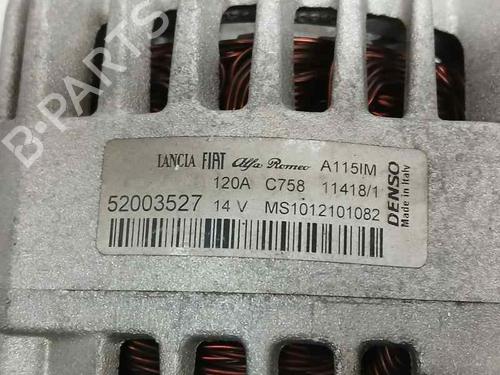 LANCIA FIAT Alfa Romeo A115IM
120A C758 11418/1
52003527 14 V MS1012101082
DENSO
Made in Italy
B-PARTS